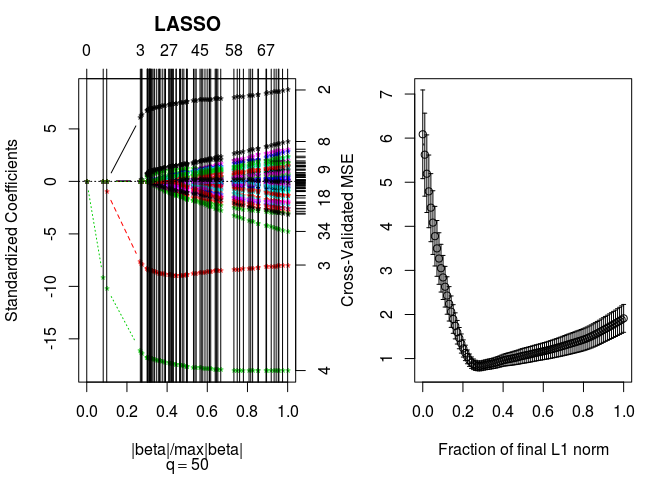 LASSO
0 3 27 45 58 67
Standardized Coefficients
5
0
-5
-10
-15
2
8
9
18
34
3
4
0.0 0.2 0.4 0.6 0.8 1.0
|beta|/max|beta|
q = 50
Cross-Validated MSE
7
6
5
4
3
2
1
0.0 0.2 0.4 0.6 0.8 1.0
Fraction of final L1 norm